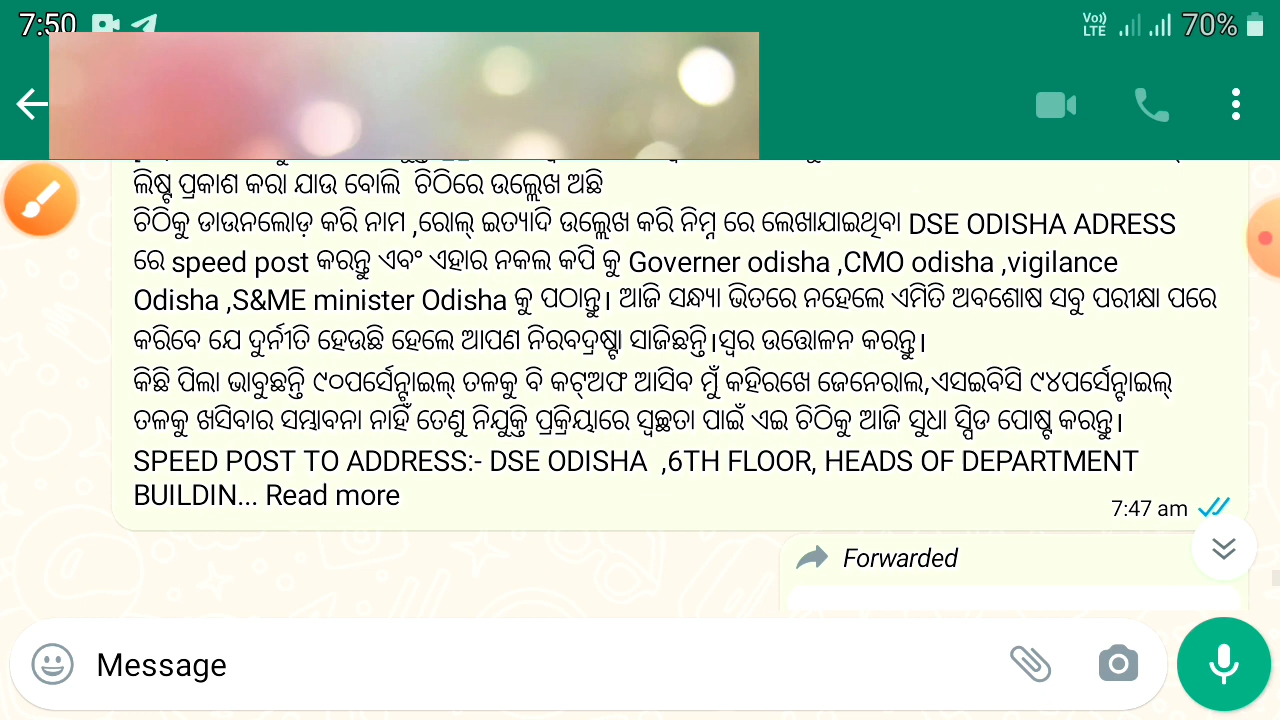 7:50
Vo))
LTE
70%
ଲିଷ୍ଟ ପ୍ରକାଶ କରା ଯାଉ ବୋଲି ଚିଠିରେ ଉଲ୍ଲେଖ ଅଛି
ଚିଠିକୁ ଡାଉନଲୋଡ଼ କରି ନାମ ,ରୋଲ୍ ଇତ୍ୟାଦି ଉଲ୍ଲେଖ କରି ନିମ୍ନ ରେ ଲେଖାଯାଇଥିବା DSE ODISHA ADRESS
ରେ speed post କରନ୍ତୁ ଏବଂ ଏହାର ନକଲ କପି କୁ Governer odisha ,CMO odisha ,vigilance
Odisha ,S&ME minister Odisha କୁ ପଠାନ୍ତୁ। ଆଜି ସନ୍ଧ୍ୟା ଭିତରେ ନହେଲେ ଏମିତି ଅବଶୋଷ ସବୁ ପରୀକ୍ଷା ପରେ
କରିବେ ଯେ ଦୁର୍ନୀତି ହେଉଛି ହେଲେ ଆପଣ ନିରବଦ୍ରଷ୍ଟା ସାଜିଛନ୍ତି।ସ୍ୱର ଉତ୍ତୋଳନ କରନ୍ତୁ।
କିଛି ପିଲା ଭାବୁଛନ୍ତି ୯୦ପର୍ସେନ୍ଟାଇଲ୍ ତଳକୁ ବି କଟ୍ଅଫ ଆସିବ ମୁଁ କହିରଖେ ଜେନେରାଲ,ଏସଇବିସି ୯୪ପର୍ସେନ୍ଟାଇଲ୍
ତଳକୁ ଖସିବାର ସମ୍ଭାବନା ନାହିଁ ତେଣୁ ନିଯୁକ୍ତି ପ୍ରକ୍ରିୟାରେ ସ୍ୱଚ୍ଛତା ପାଇଁ ଏଇ ଚିଠିକୁ ଆଜି ସୁଧା ସ୍ପିଡ ପୋଷ୍ଟ କରନ୍ତୁ।
SPEED POST TO ADDRESS:- DSE ODISHA ,6TH FLOOR, HEADS OF DEPARTMENT
BUILDIN... Read more
7:47 am
Forwarded
Message